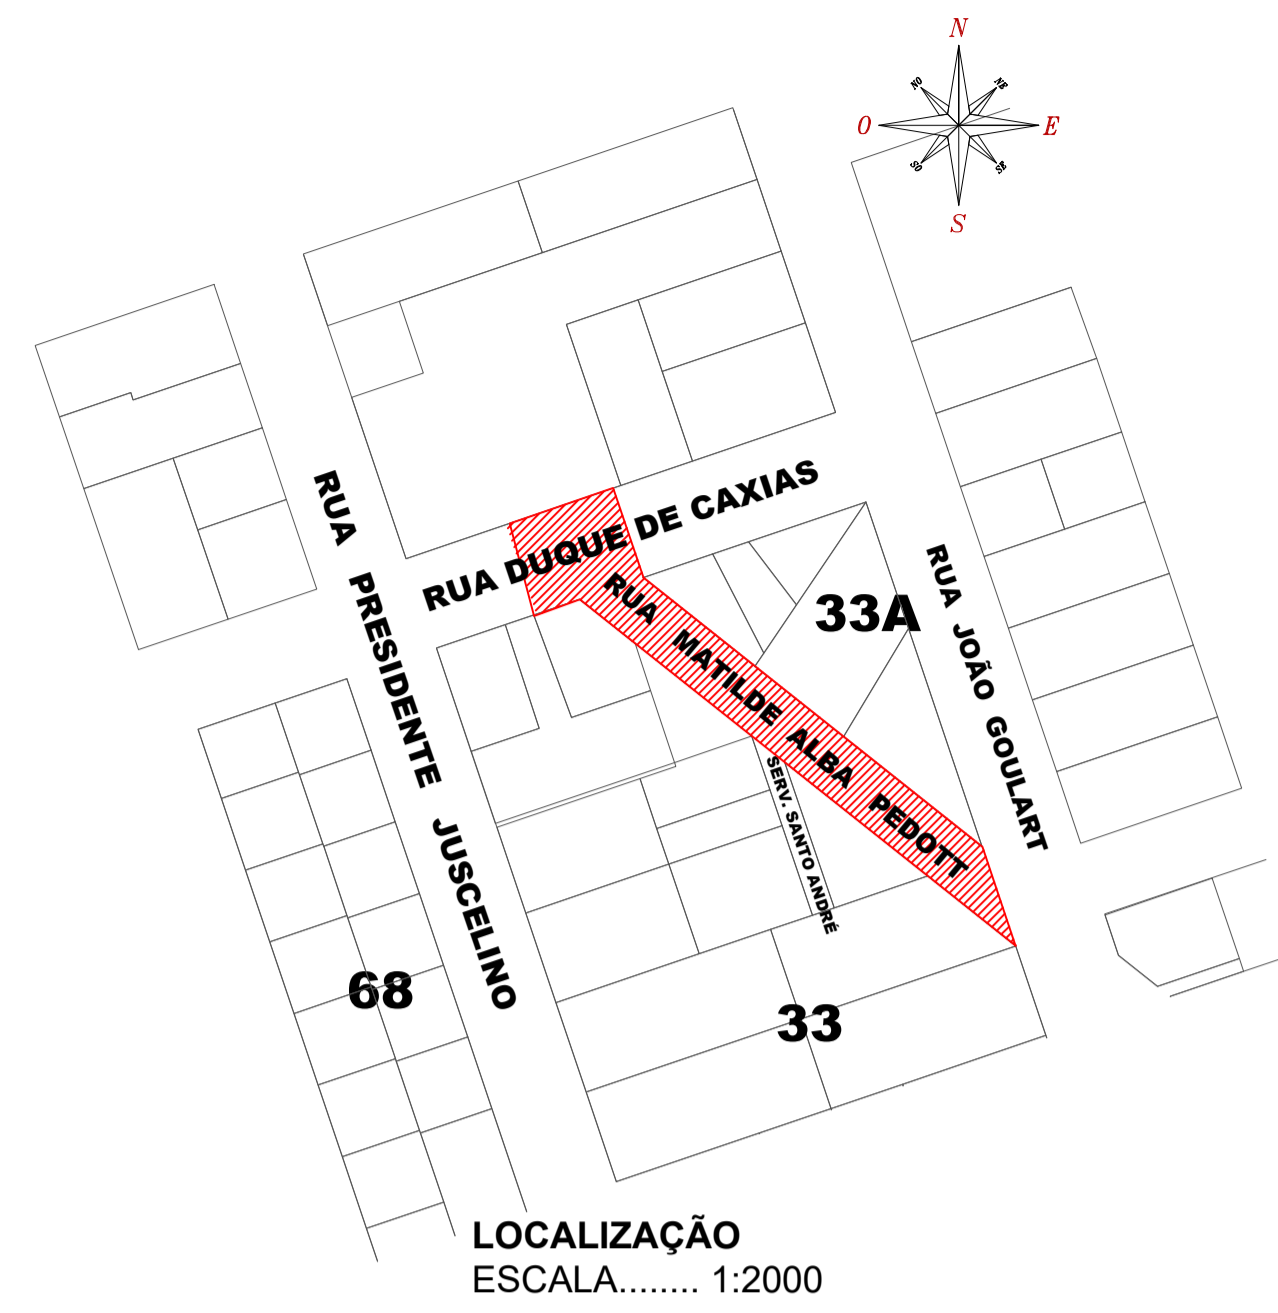 N
NO
NE
O
E
SO
SE
S
RUA DUQUE DE CAXIAS
RUA PRESIDENTE JUSCELINO
RUA MATILDE ALBA PEDOTT
33A
RUA JOÃO GOULART
SERV. SANTO ANDRÉ
68
33
LOCALIZAÇÃO
ESCALA........ 1:2000